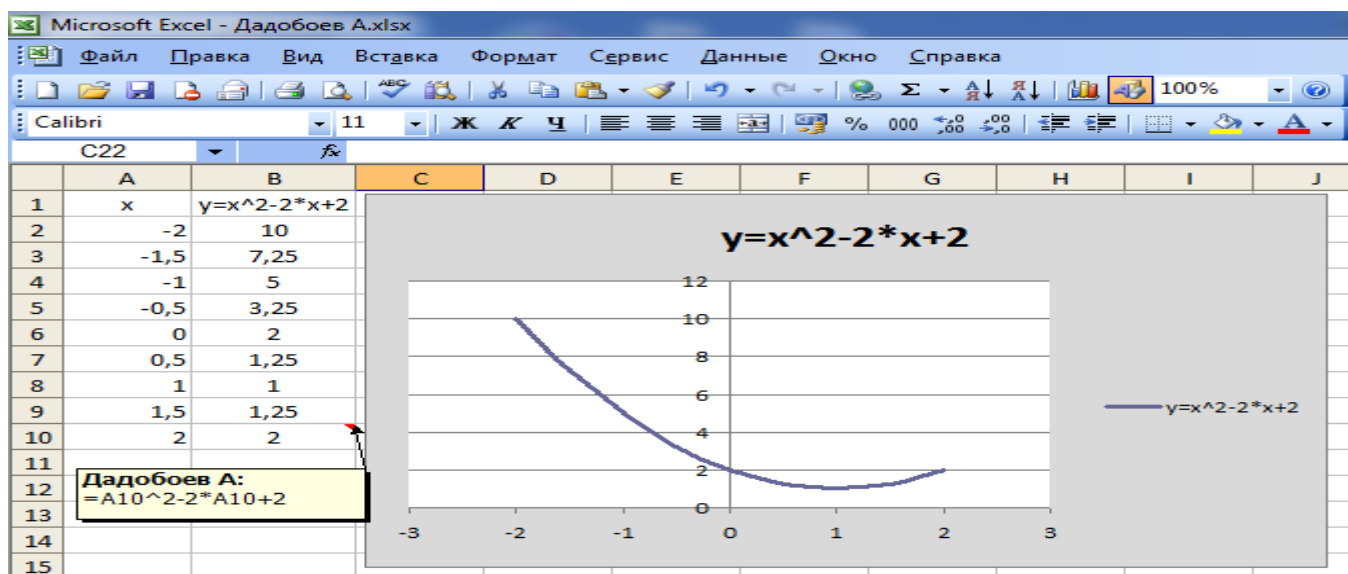 Microsoft Excel - Дадобоев А.xlsx
Файл Правка Вид Вставка Формат Сервис Данные Окно Справка
100%
Calibri 11 Ж К Ч % 000
C22 fx
A B C D E F G H I J
1 x y=x^2-2*x+2
2 -2 10
3 -1,5 7,25
4 -1 5
5 -0,5 3,25
6 0 2
7 0,5 1,25
8 1 1
9 1,5 1,25
10 2 2
11
12
13
14
15
Дадобоев А:
=A10^2-2*A10+2
y=x^2-2*x+2
12
10
8
6
4
2
0
-3 -2 -1 0 1 2 3
y=x^2-2*x+2